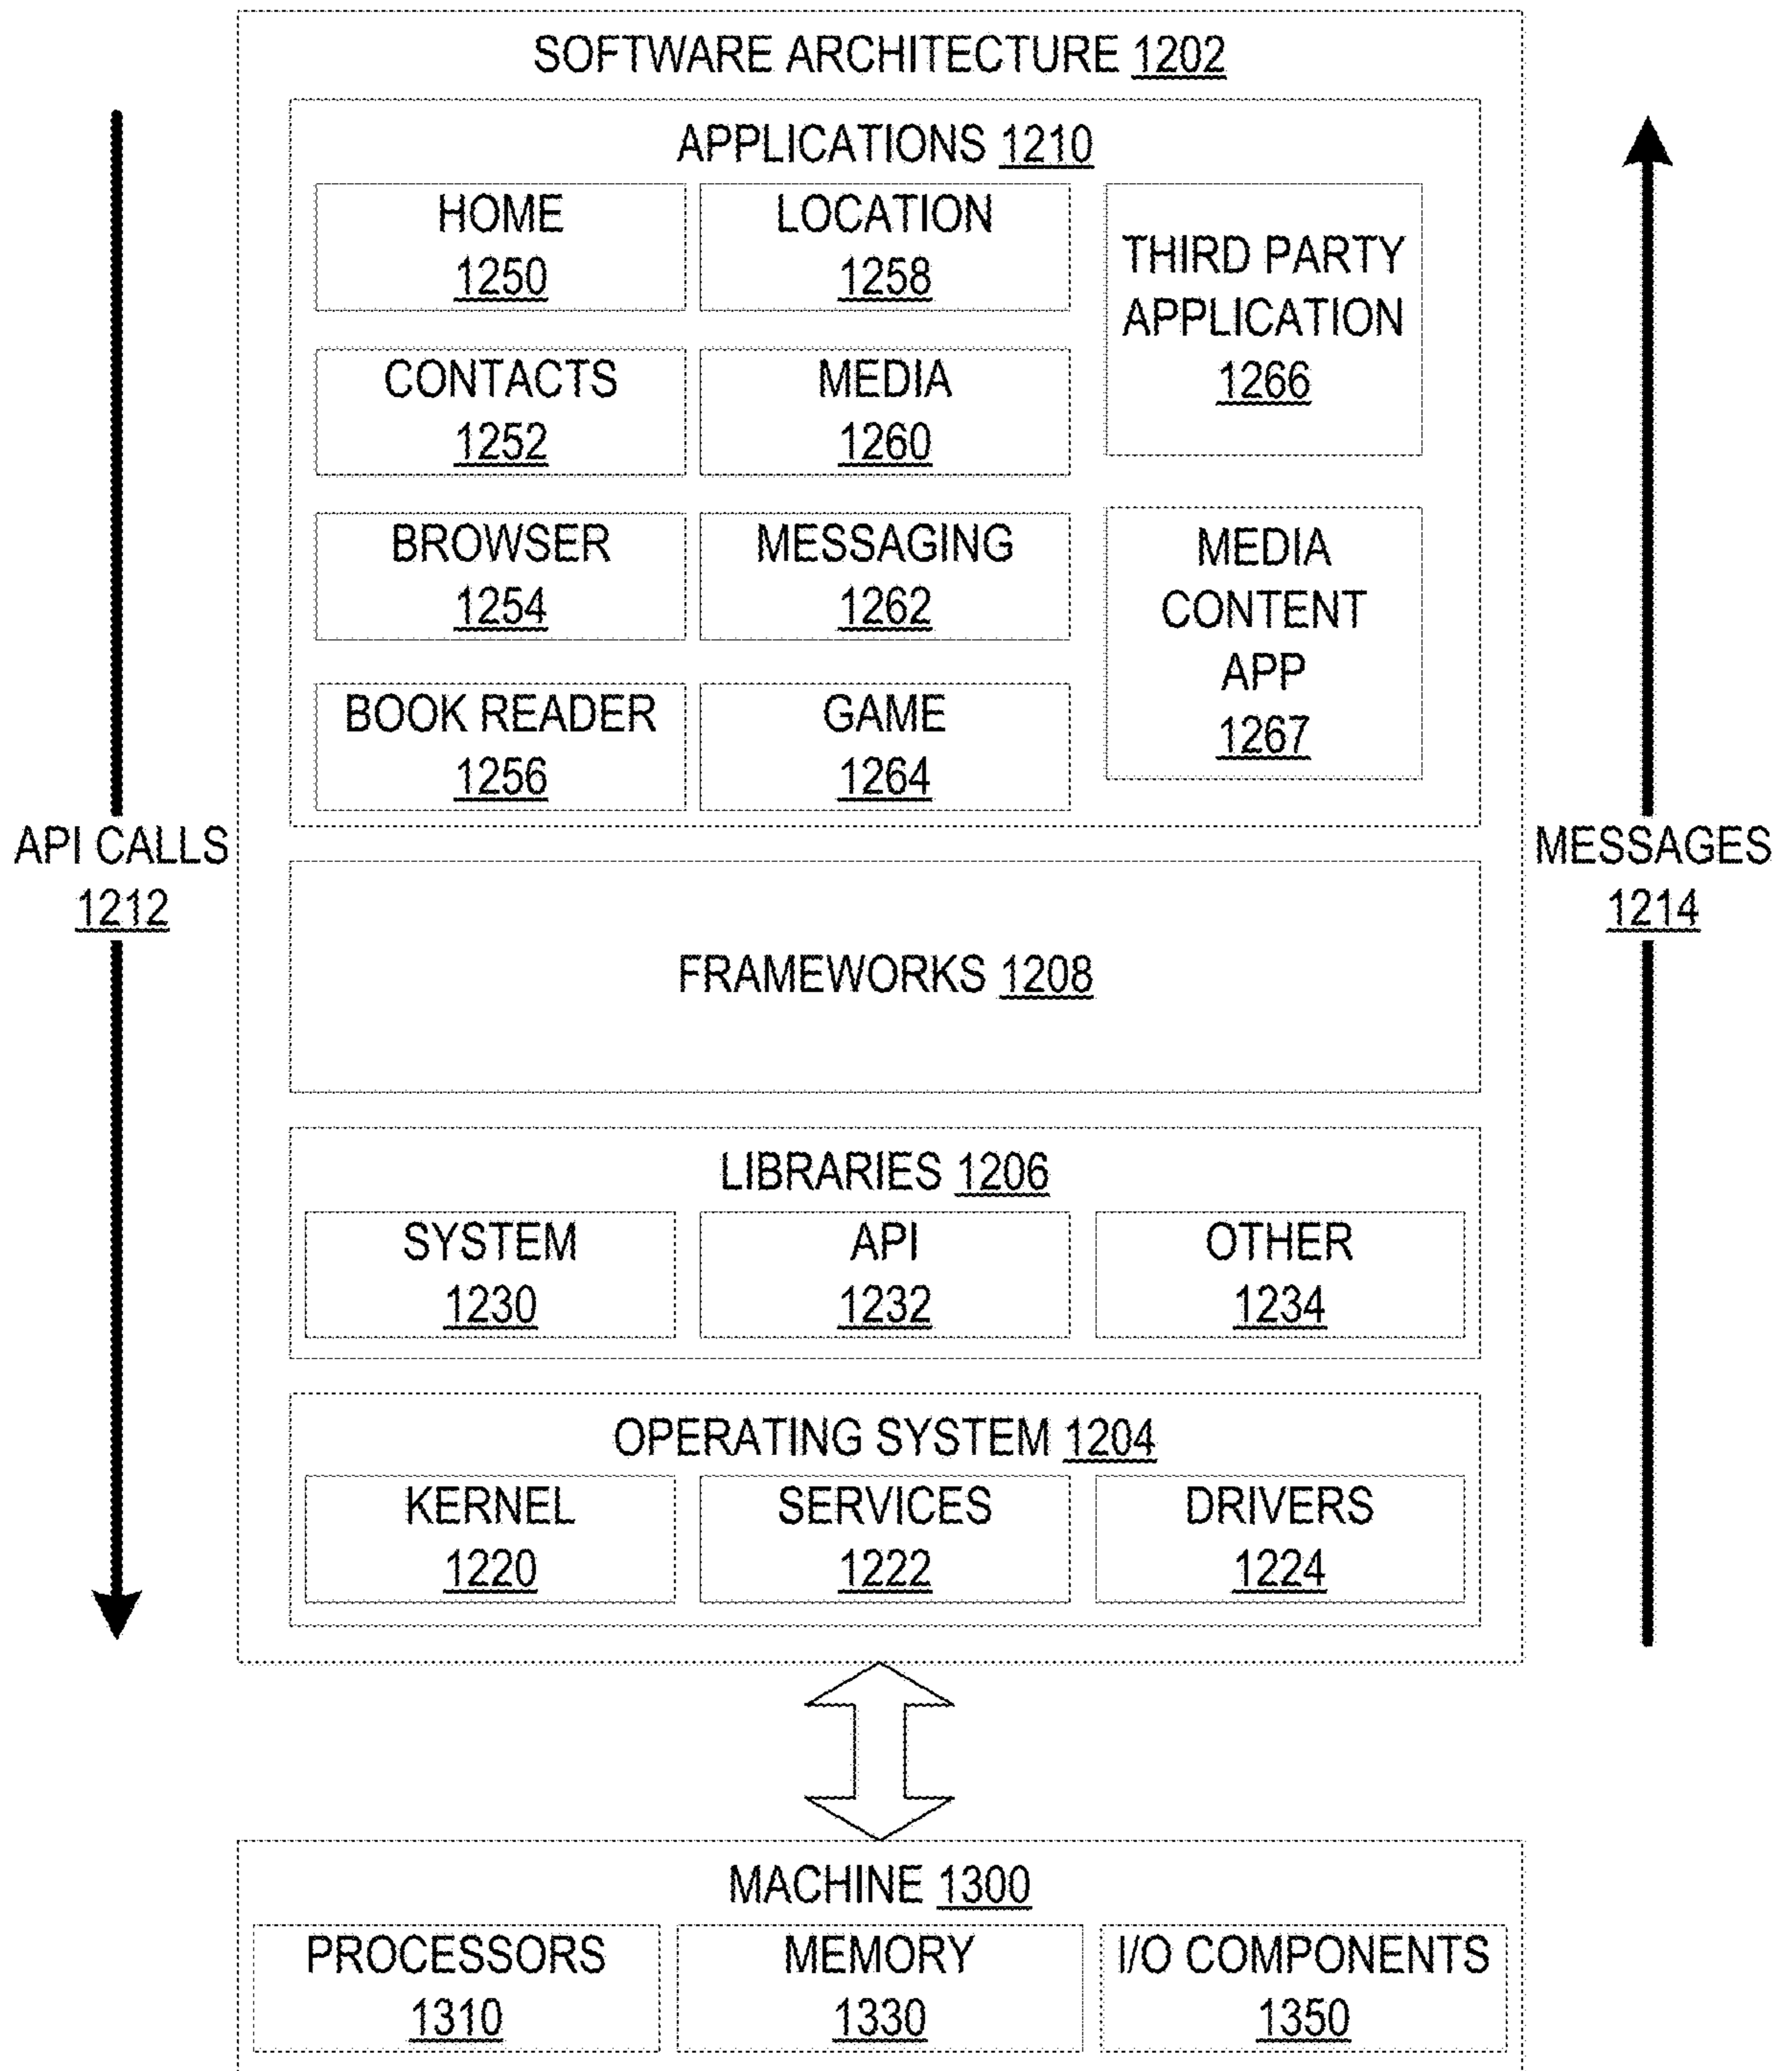 SOFTWARE ARCHITECTURE 1202
APPLICATIONS 1210
HOME
1250
LOCATION
1258
THIRD PARTY
APPLICATION
1266
CONTACTS
1252
MEDIA
1260
BROWSER
1254
MESSAGING
1262
MEDIA
CONTENT
APP
1267
BOOK READER
1256
GAME
1264
API CALLS
1212
MESSAGES
1214
FRAMEWORKS 1208
LIBRARIES 1206
SYSTEM
1230
API
1232
OTHER
1234
OPERATING SYSTEM 1204
KERNEL
1220
SERVICES
1222
DRIVERS
1224
MACHINE 1300
PROCESSORS
1310
MEMORY
1330
I/O COMPONENTS
1350